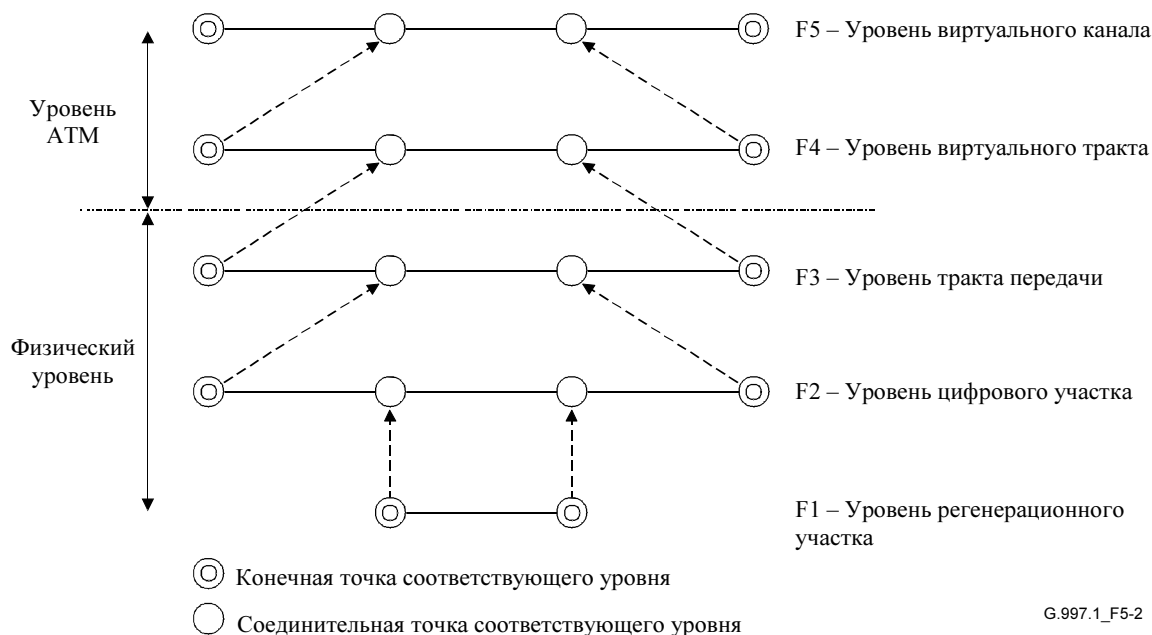 F5 – Уровень виртуального канала
Уровень
АТМ
F4 – Уровень виртуального тракта
F3 – Уровень тракта передачи
Физический
уровень
F2 – Уровень цифрового участка
F1 – Уровень регенерационного
участка
Конечная точка соответствующего уровня
Соединительная точка соответствующего уровня
G.997.1_F5-2